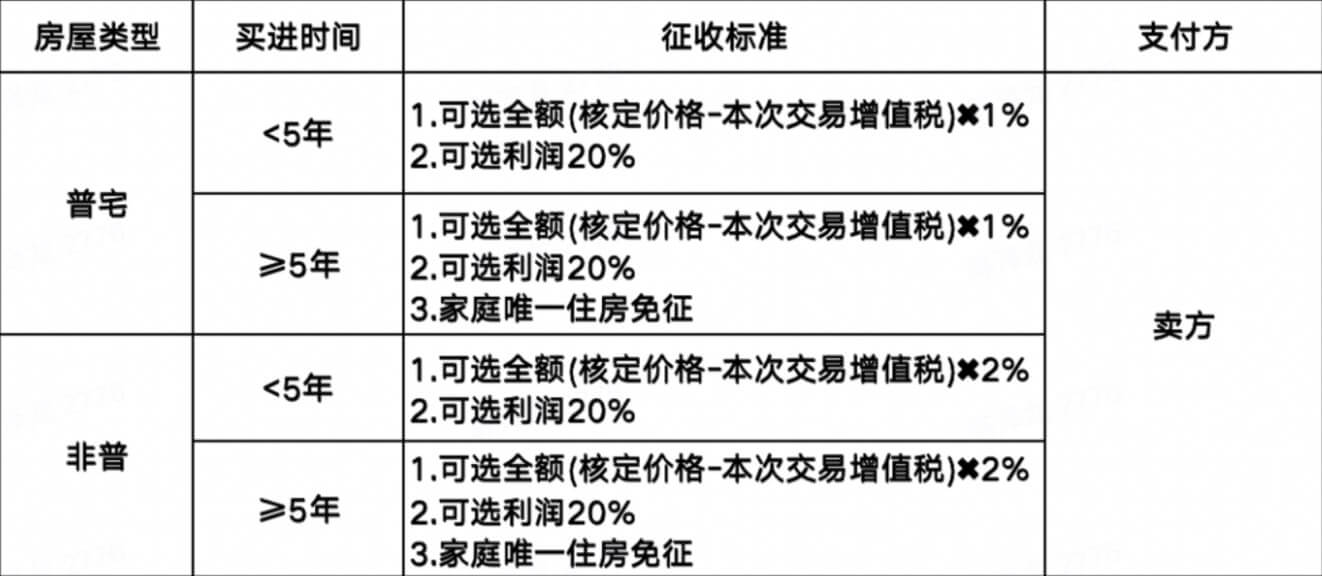 房屋类型 买进时间 征收标准 支付方
普宅
<5年
1.可选全额(核定价格-本次交易增值税)✖1%
2.可选利润20%
≥5年
1.可选全额(核定价格-本次交易增值税)✖1%
2.可选利润20%
3.家庭唯一住房免征
非普
<5年
1.可选全额(核定价格-本次交易增值税)✖2%
2.可选利润20%
≥5年
1.可选全额(核定价格-本次交易增值税)✖2%
2.可选利润20%
3.家庭唯一住房免征
卖方